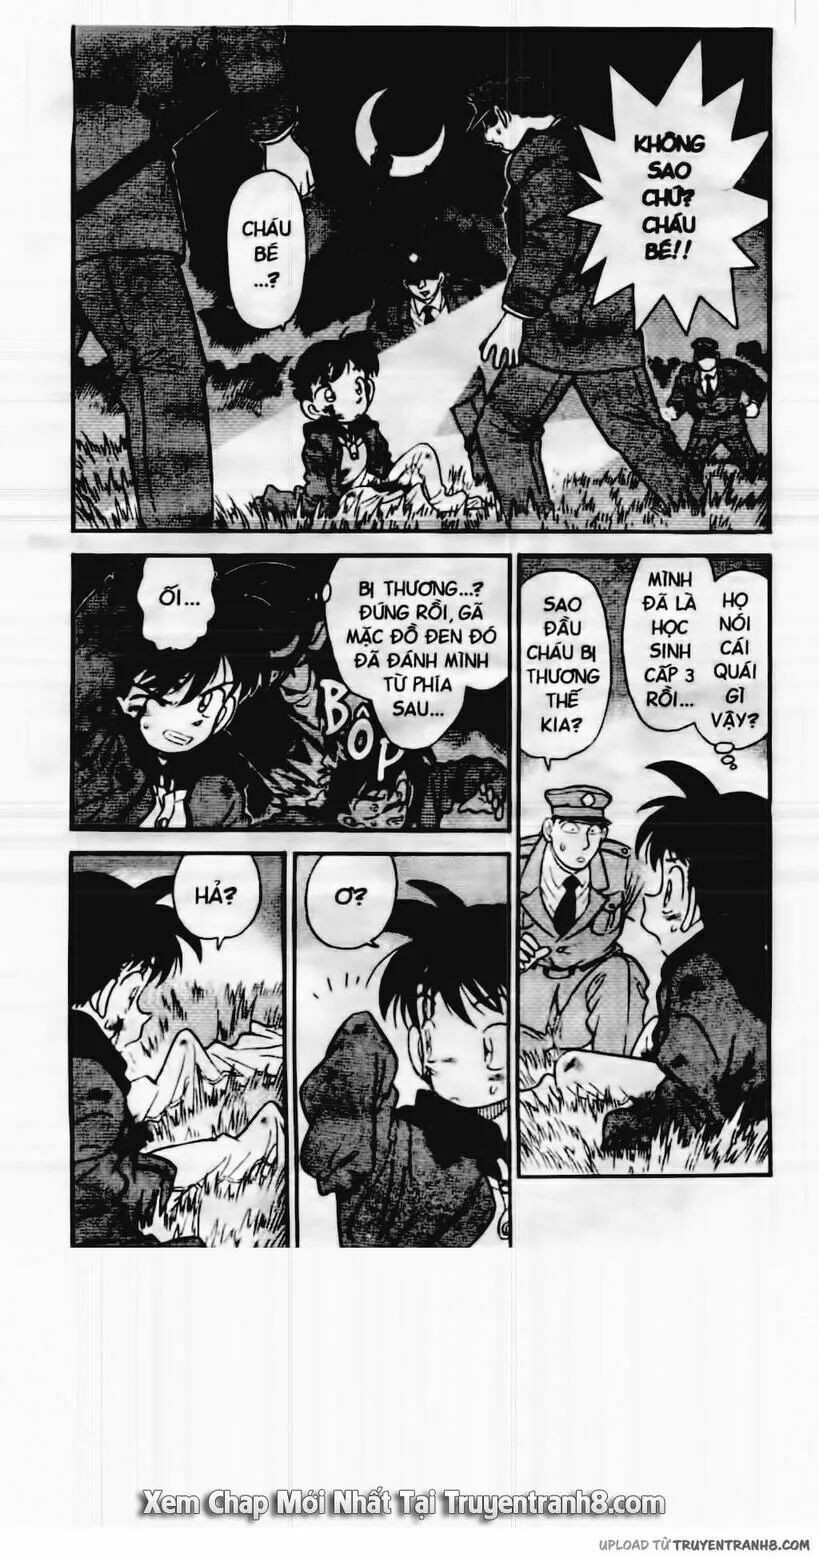 KHÔNG
SAO
CHỨ?
CHÁU
BÉ!!
CHÁU
BÉ
...?
HỌ
NÓI
CÁI
QUÁI
GÌ
VẬY?
MÌNH
ĐÃ LÀ
HỌC
SINH
CẤP 3
RỒI...
SAO
ĐẦU
CHÁU BỊ
THƯƠNG
THẾ
KIA?
BỊ THƯƠNG...?
ĐÚNG RỒI, GÃ
MẶC ĐỒ ĐEN ĐÓ
ĐÃ ĐÁNH MÌNH
TỪ PHÍA
SAU...
BỐP
ỐI...
Ơ?
HẢ?
Xem Chap Mới Nhất Tại Truyentranh8.com
UPLOAD TỪ TRUYENTRANH8.COM